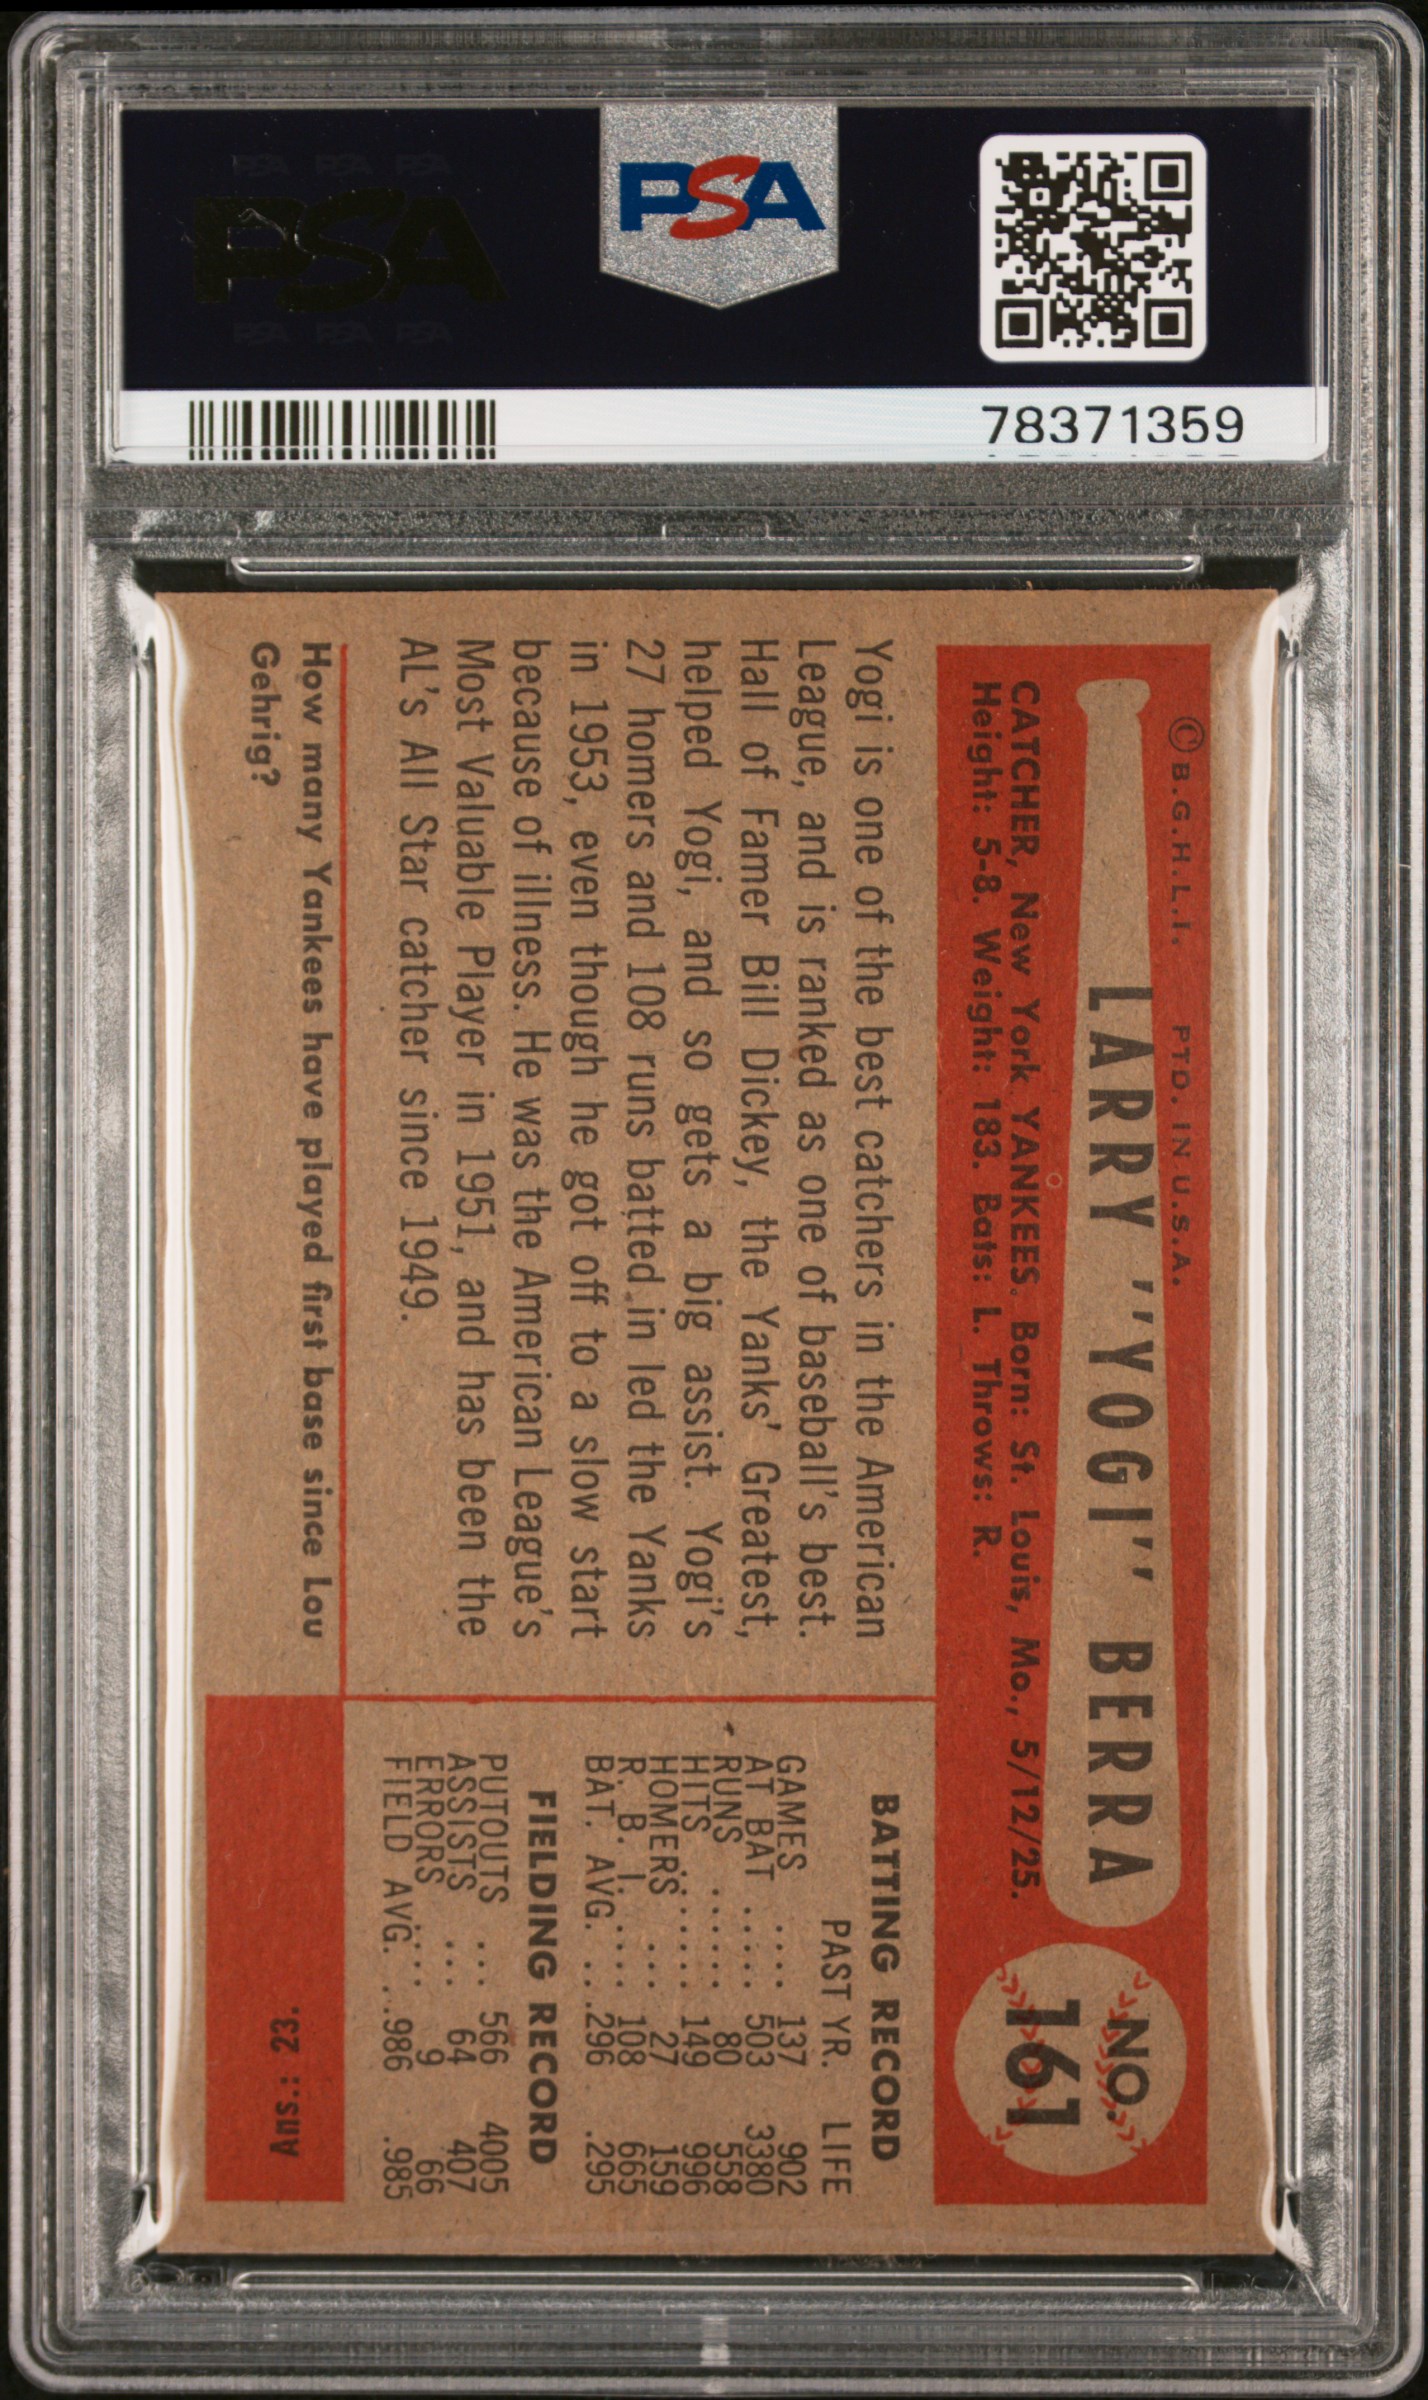 PSA PSA PSA
PSA
PSA PSA PSA
PSA
78371359
©B.G.H.L.I. PTD. IN U.S.A.
LARRY "YOGI" BERRA
NO.
161
CATCHER, New York YANKEES. Born: St. Louis, Mo., 5/12/25.
Height: 5-8. Weight: 183. Bats: L. Throws: R.
Yogi is one of the best catchers in the American
League, and is ranked as one of baseball's best.
Hall of Famer Bill Dickey, the Yanks' Greatest,
helped Yogi, and so gets a big assist. Yogi's
27 homers and 108 runs batted in led the Yanks
in 1953, even though he got off to a slow start
because of illness. He was the American League's
Most Valuable Player in 1951, and has been the
AL's All Star catcher since 1949.
BATTING RECORD
PAST YR. LIFE
GAMES .... 137 902
AT BAT ..... 503 3380
RUNS ...... 80 558
HITS ...... 149 996
HOMERS ... 27 159
R. B. I. .... 108 665
BAT. AVG. ...296 .295
FIELDING RECORD
PUTOUTS ... 566 4005
ASSISTS ... 64 407
ERRORS .... 9 66
FIELD AVG. ..986 .985
How many Yankees have played first base since Lou
Gehrig?
Ans.: 23.